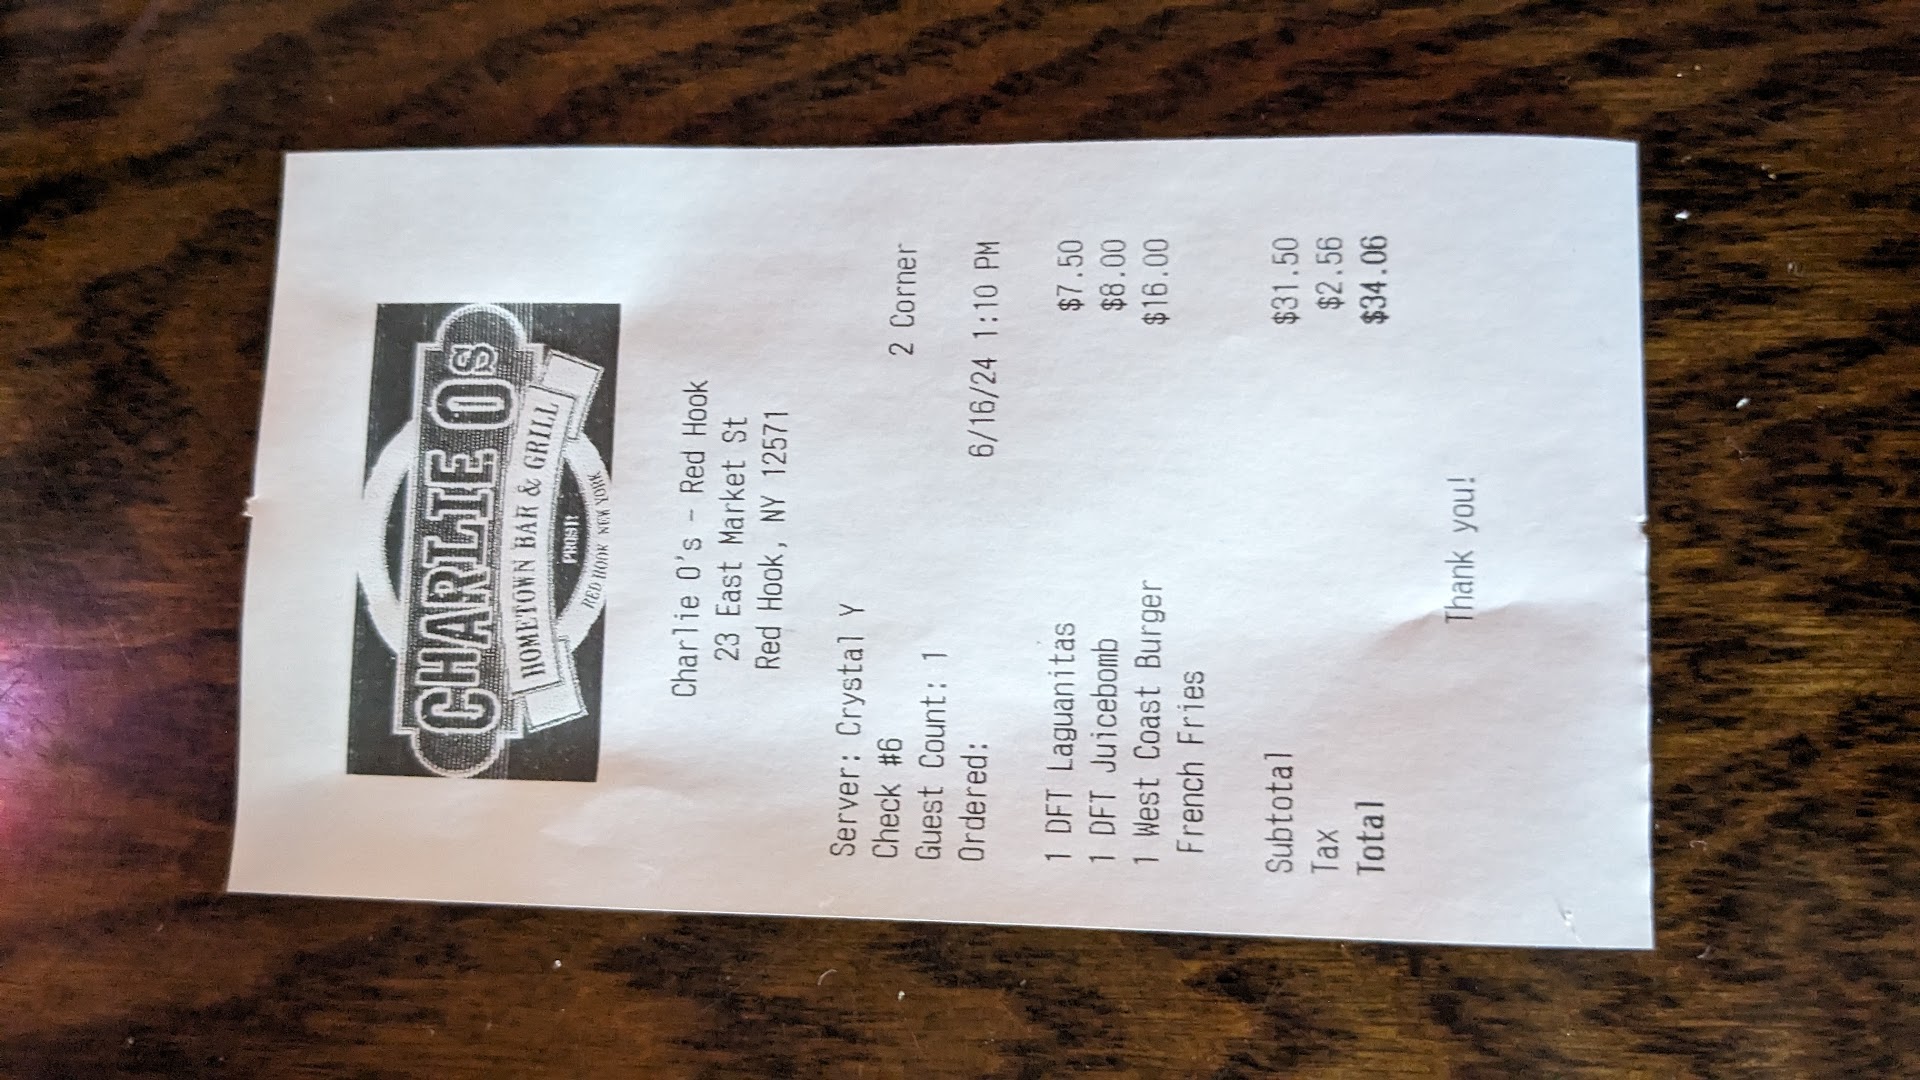 CHARLIE O's
HOMETOWN BAR & GRILL
PROSIT
RED HOOK NEW YORK
Charlie O's - Red Hook
23 East Market St
Red Hook, NY 12571
Server: Crystal Y
Check #6 2 Corner
Guest Count: 1
Ordered: 6/16/24 1:10 PM
1 DFT Laguanitas $7.50
1 DFT Juicebomb $8.00
1 West Coast Burger $16.00
French Fries
Subtotal $31.50
Tax $2.56
Total $34.06
Thank you!